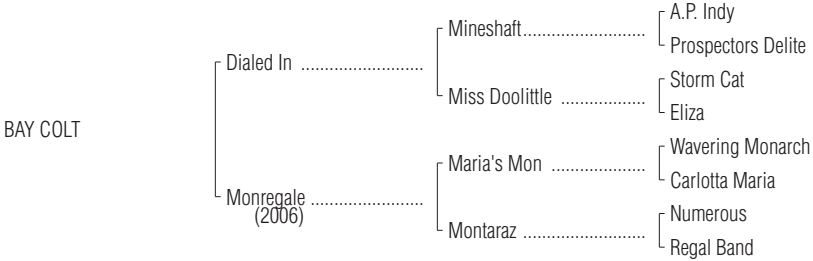 A.P. Indy
Mineshaft..........................
Prospectors Delite
Dialed In ..........................
Storm Cat
Miss Doolittle ..................
Eliza
BAY COLT
Wavering Monarch
Maria's Mon ....................
Carlotta Maria
Monregale ........................
(2006)
Numerous
Montaraz ..........................
Regal Band